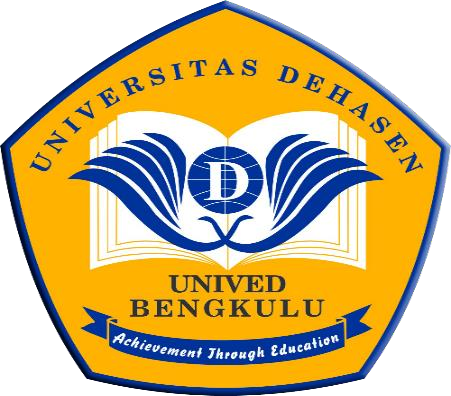 UNIVERSITAS DEHASEN
D
UNIVED
BENGKULU
Achievement Through Education